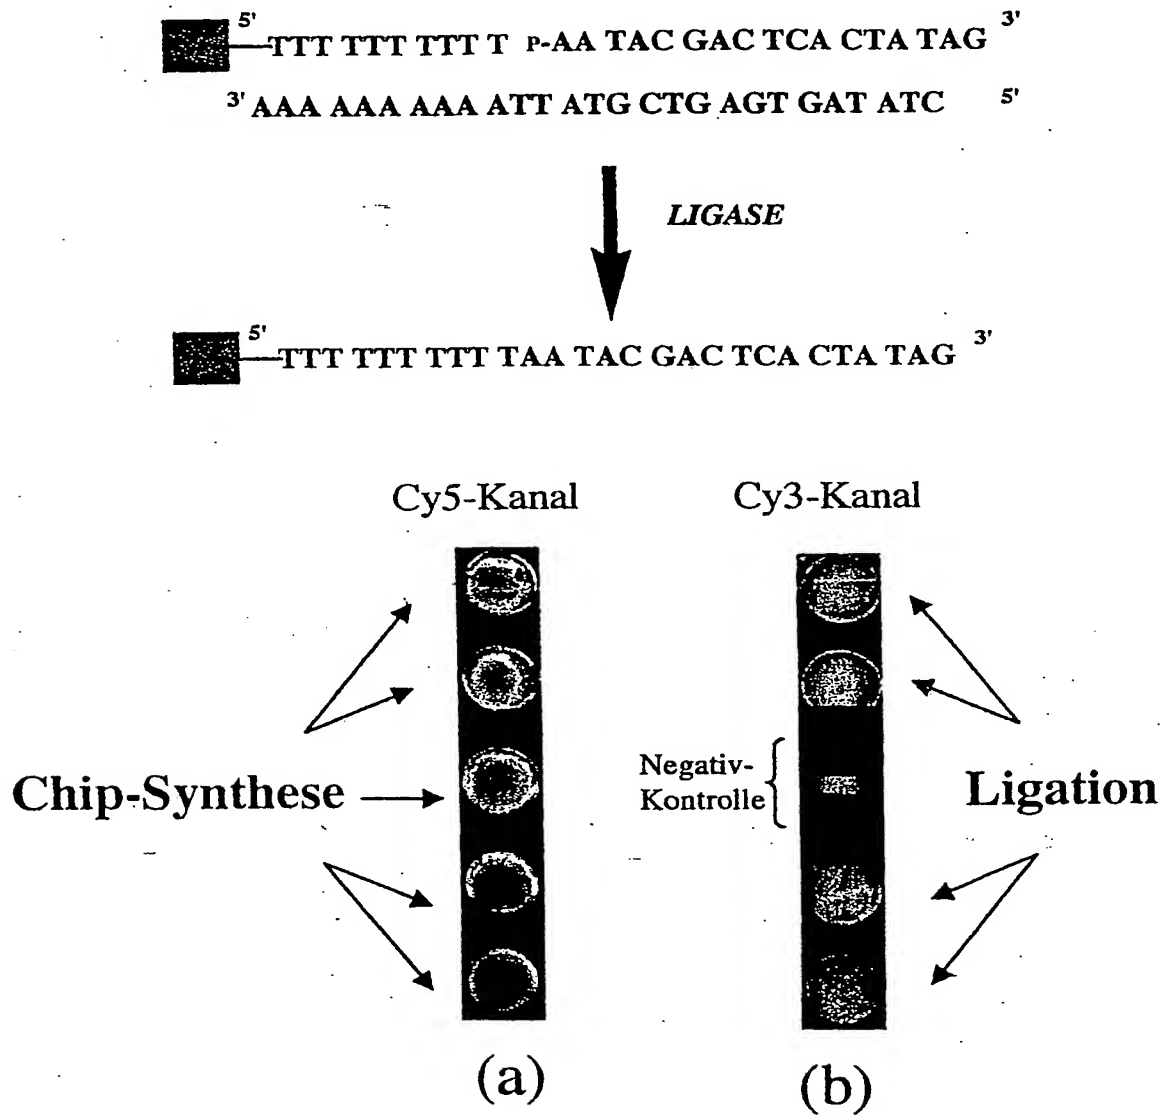 5' 3'
TTT TTT TTT T P-AA TAC GAC TCA CTA TAG
3' AAA AAA AAA ATT ATG CTG AGT GAT ATC 5'
LIGASE
5' 3'
TTT TTT TTT TAA TAC GAC TCA CTA TAG
Cy5-Kanal Cy3-Kanal
Negativ-
Kontrolle
Chip-Synthese Ligation
(a) (b)